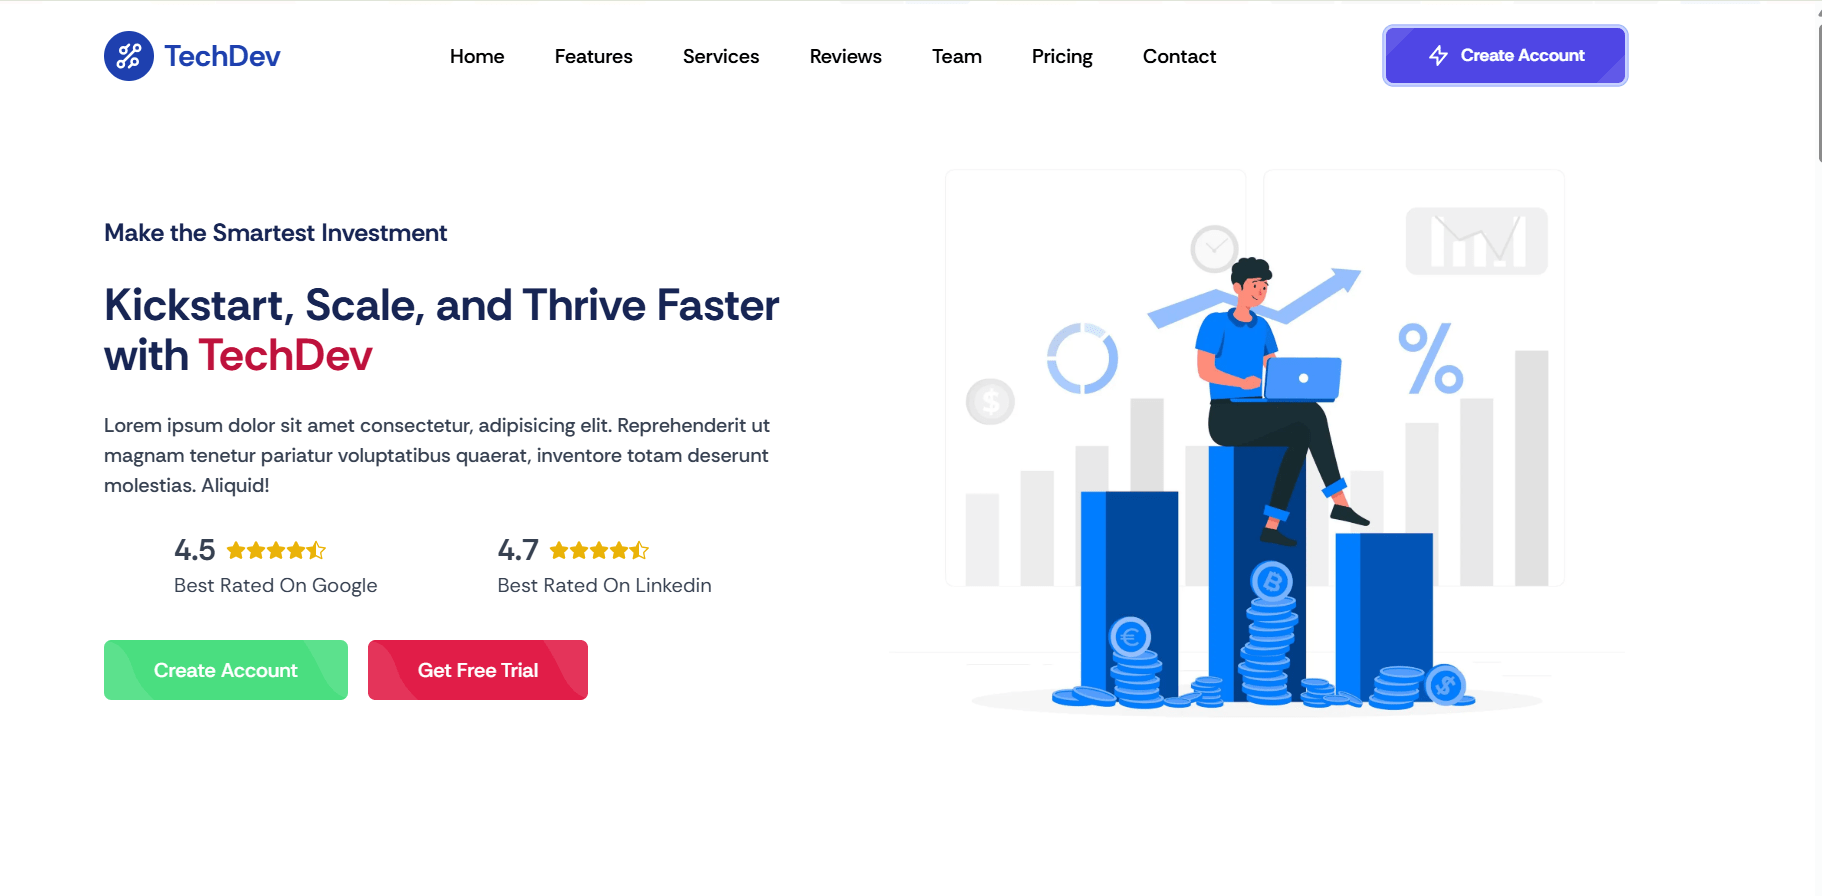 TechDev
Home
Features
Services
Reviews
Team
Pricing
Contact
Create Account
Make the Smartest Investment
Kickstart, Scale, and Thrive Faster
with TechDev
Lorem ipsum dolor sit amet consectetur, adipisicing elit. Reprehenderit ut
magnam tenetur pariatur voluptatibus quaerat, inventore totam deserunt
molestias. Aliquid!
4.5
Best Rated On Google
4.7
Best Rated On Linkedin
Create Account
Get Free Trial
$
%
₿
€
$